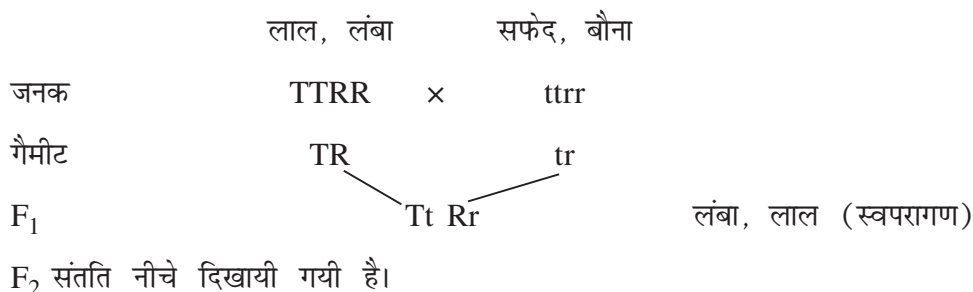 लाल, लंबा सफेद, बौना
जनक TTRR × ttrr
गैमीट TR tr
F₁ Tt Rr लंबा, लाल (स्वपरागण)
F₂ संतति नीचे दिखायी गयी है।